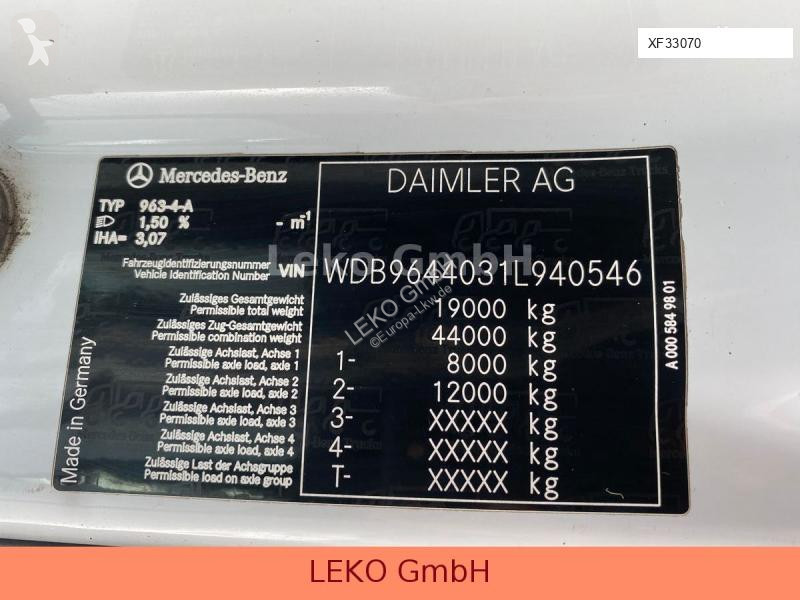 XF33070
Mercedes-Benz
DAIMLER AG
TYP 963-4-A
1,50 % - m-1
IHA= 3,07
Fahrzeugidentifizierungsnummer
Vehicle Identification Number VIN WDB9644031L940546
Zulässiges Gesamtgewicht
Permissible total weight 19000 kg
Zulässiges Zug-Gesamtgewicht
Permissible combination weight 44000 kg
Zulässige Achslast, Achse 1
Permissible axle load, axle 1 1- 8000 kg
Zulässige Achslast, Achse 2
Permissible axle load, axle 2 2- 12000 kg
Zulässige Achslast, Achse 3
Permissible axle load, axle 3 3- XXXXX kg
Zulässige Achslast, Achse 4
Permissible axle load, axle 4 4- XXXXX kg
Zulässige Last der Achsgruppe
Permissible load on axle group T- XXXXX kg
Made in Germany
A 000 584 98 01
Leko GmbH
LEKO GmbH
©Europa-Lkw.de
LEKO GmbH